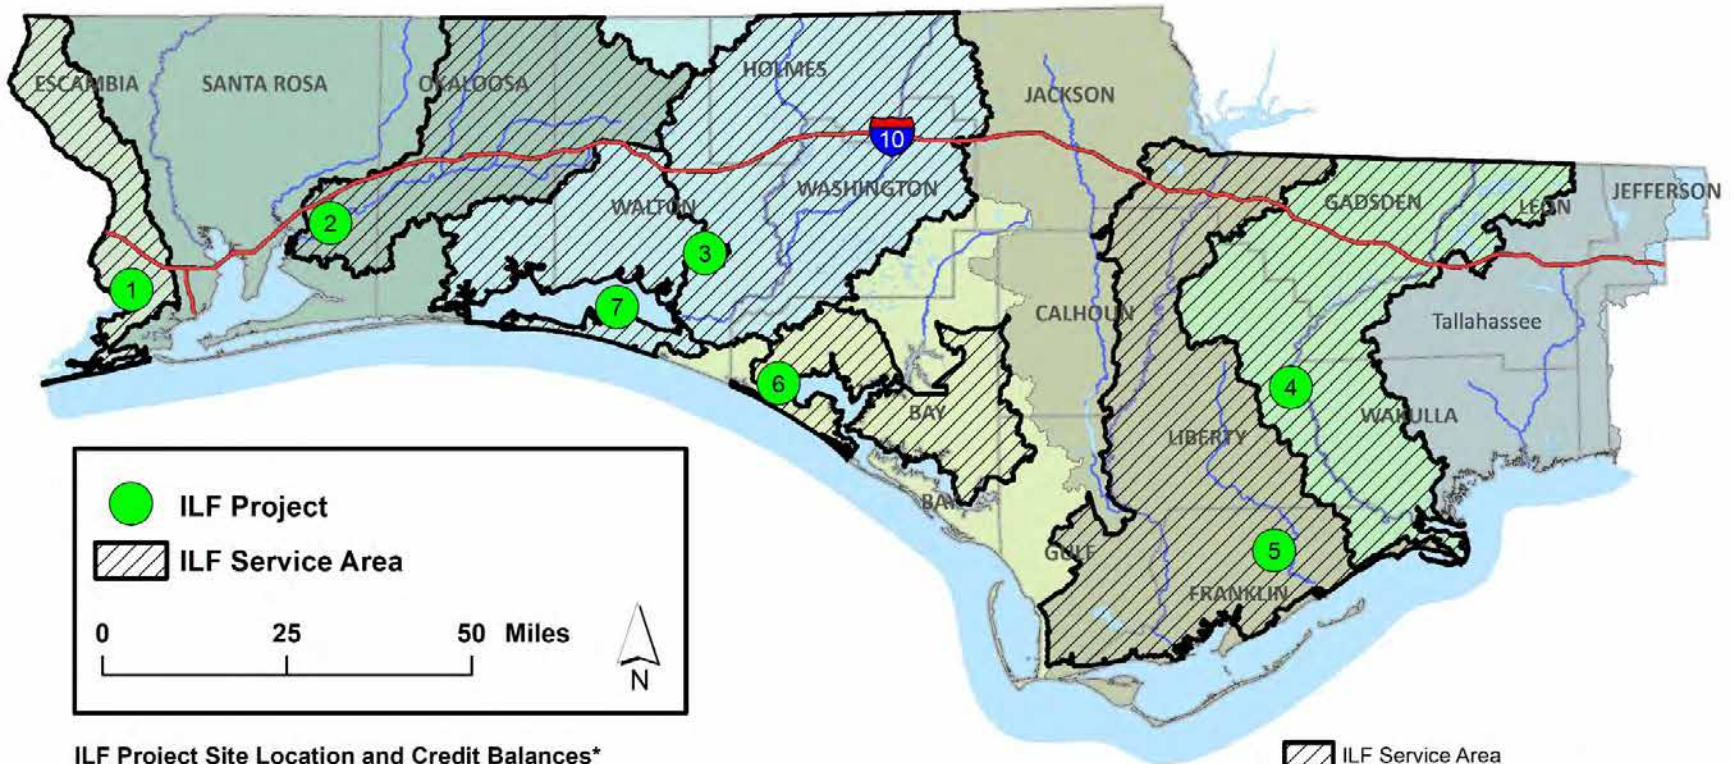 ESCAMBIA
SANTA ROSA
OKALOOSA
HOLMES
JACKSON
10
WASHINGTON
WALTON
GADSDEN
LEON
JEFFERSON
2
3
1
7
CALHOUN
Tallahassee
6
BAY
4
WAKULLA
LIBERTY
BAY
GULF
5
FRANKLIN
ILF Project
ILF Service Area
0 25 50 Miles
N
ILF Project Site Location and Credit Balances*
ILF Service Area